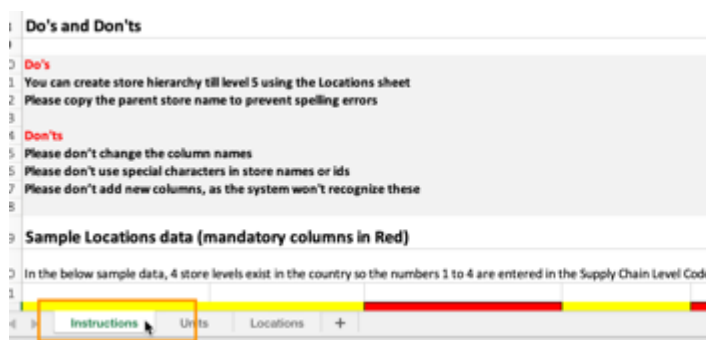 Do's and Don'ts
Do's
You can create store hierarchy till level 5 using the Locations sheet
Please copy the parent store name to prevent spelling errors
Don'ts
Please don't change the column names
Please don't use special characters in store names or ids
Please don't add new columns, as the system won't recognize these
Sample Locations data (mandatory columns in Red)
In the below sample data, 4 store levels exist in the country so the numbers 1 to 4 are entered in the Supply Chain Level Code
Instructions Units Locations +